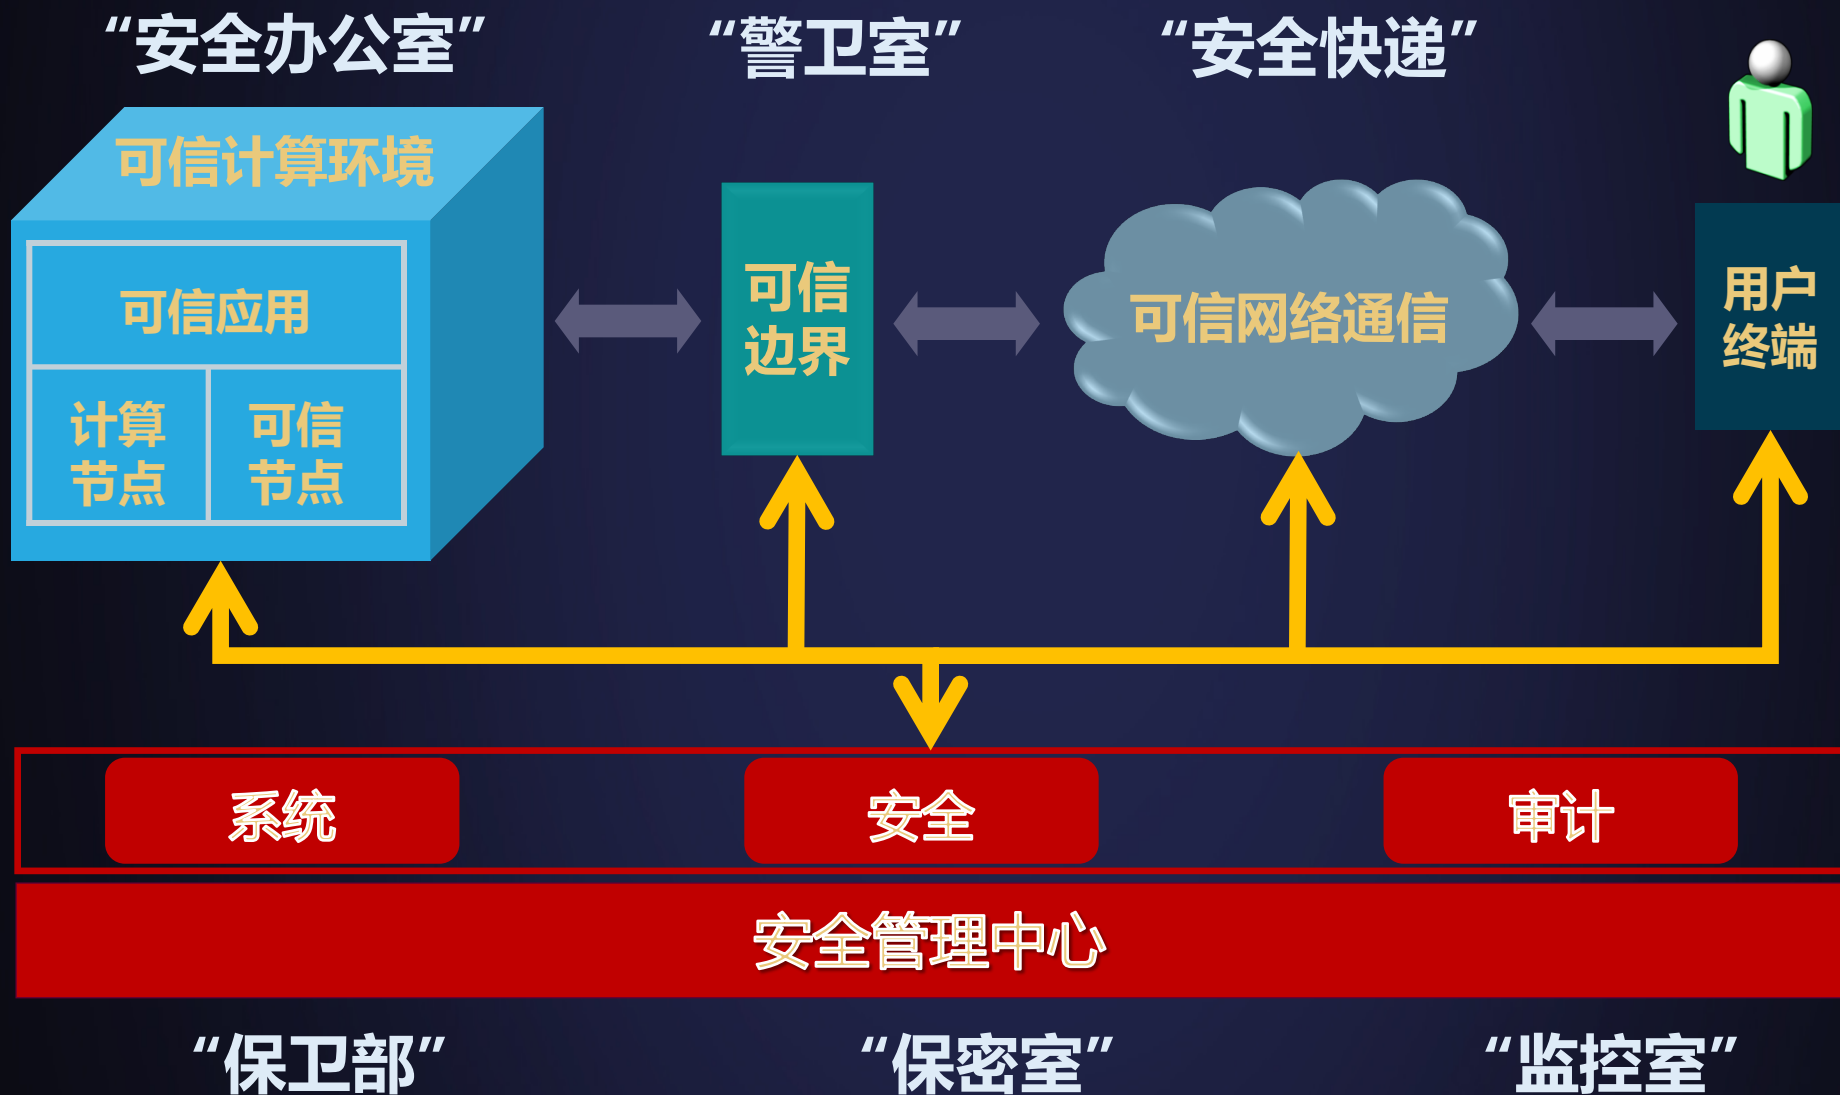 “安全办公室”
“警卫室”
“安全快递”
可信计算环境
可信应用
计算
节点
可信
节点
可信
边界
可信网络通信
用户
终端
系统
安全
审计
安全管理中心
“保卫部”
“保密室”
“监控室”